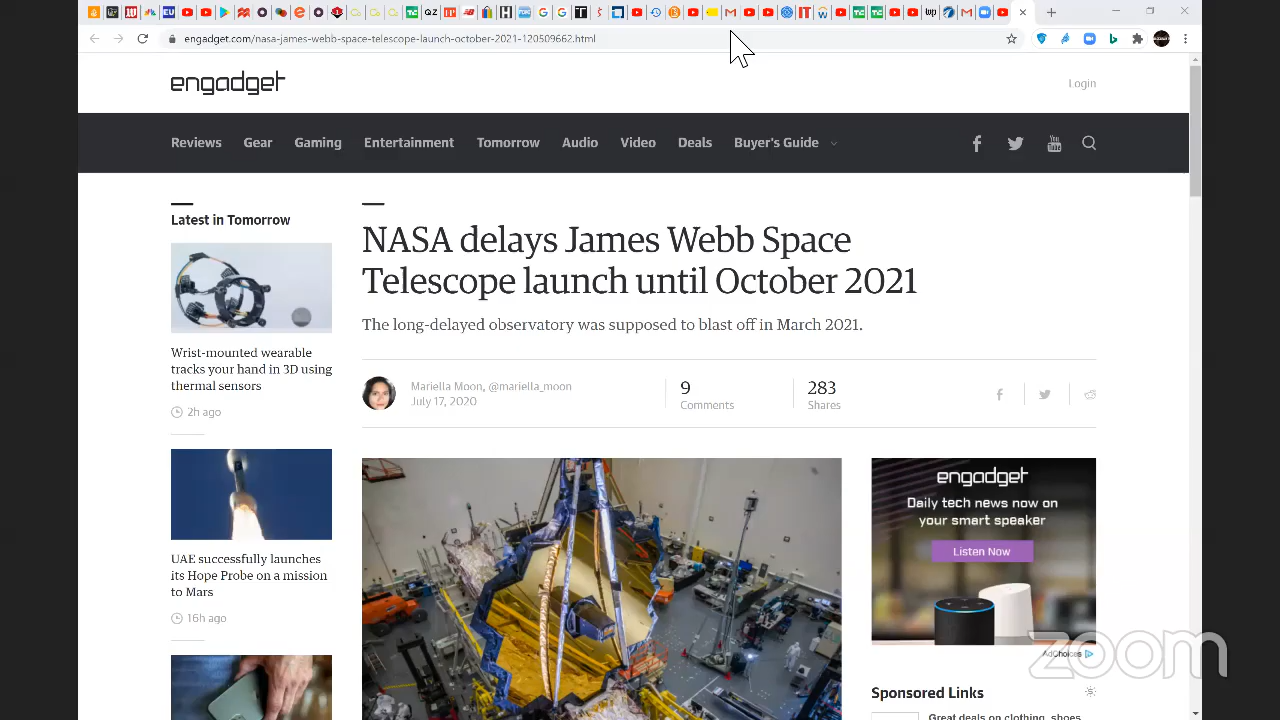 engadget.com/nasa-james-webb-space-telescope-launch-october-2021-120509662.html
engadget
Login
Reviews Gear Gaming Entertainment Tomorrow Audio Video Deals Buyer's Guide
Latest in Tomorrow
Wrist-mounted wearable
tracks your hand in 3D using
thermal sensors
2h ago
UAE successfully launches
its Hope Probe on a mission
to Mars
16h ago
NASA delays James Webb Space
Telescope launch until October 2021
The long-delayed observatory was supposed to blast off in March 2021.
Mariella Moon, @mariella_moon
July 17, 2020
9
Comments
283
Shares
engadget
Daily tech news now on
your smart speaker
Listen Now
AdChoices
zoom
Sponsored Links
Great deals on clothing, shoes